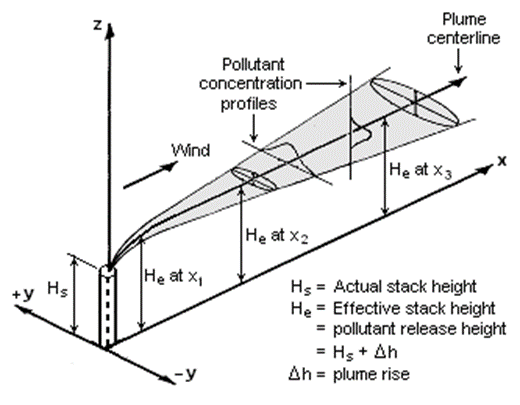 z
Plume
centerline
Pollutant
concentration
profiles
Wind
x
He at x3
He at x2
He at x1
Hs
+y
-y
Hs = Actual stack height
He = Effective stack height
= pollutant release height
= Hs + Δh
Δh = plume rise